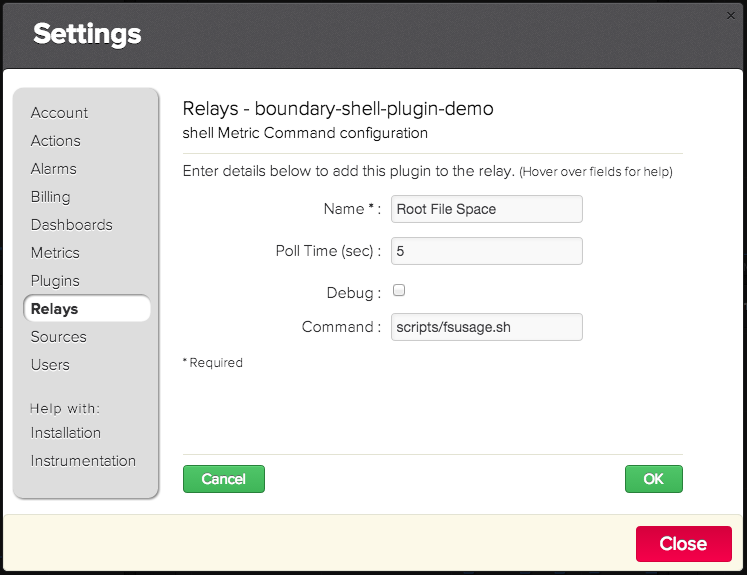 Settings
×
Account
Actions
Alarms
Billing
Dashboards
Metrics
Plugins
Relays
Sources
Users
Help with:
Installation
Instrumentation
Relays - boundary-shell-plugin-demo
shell Metric Command configuration
Enter details below to add this plugin to the relay. (Hover over fields for help)
Name * : Root File Space
Poll Time (sec) : 5
Debug :
Command : scripts/fsusage.sh
* Required
Cancel OK
Close